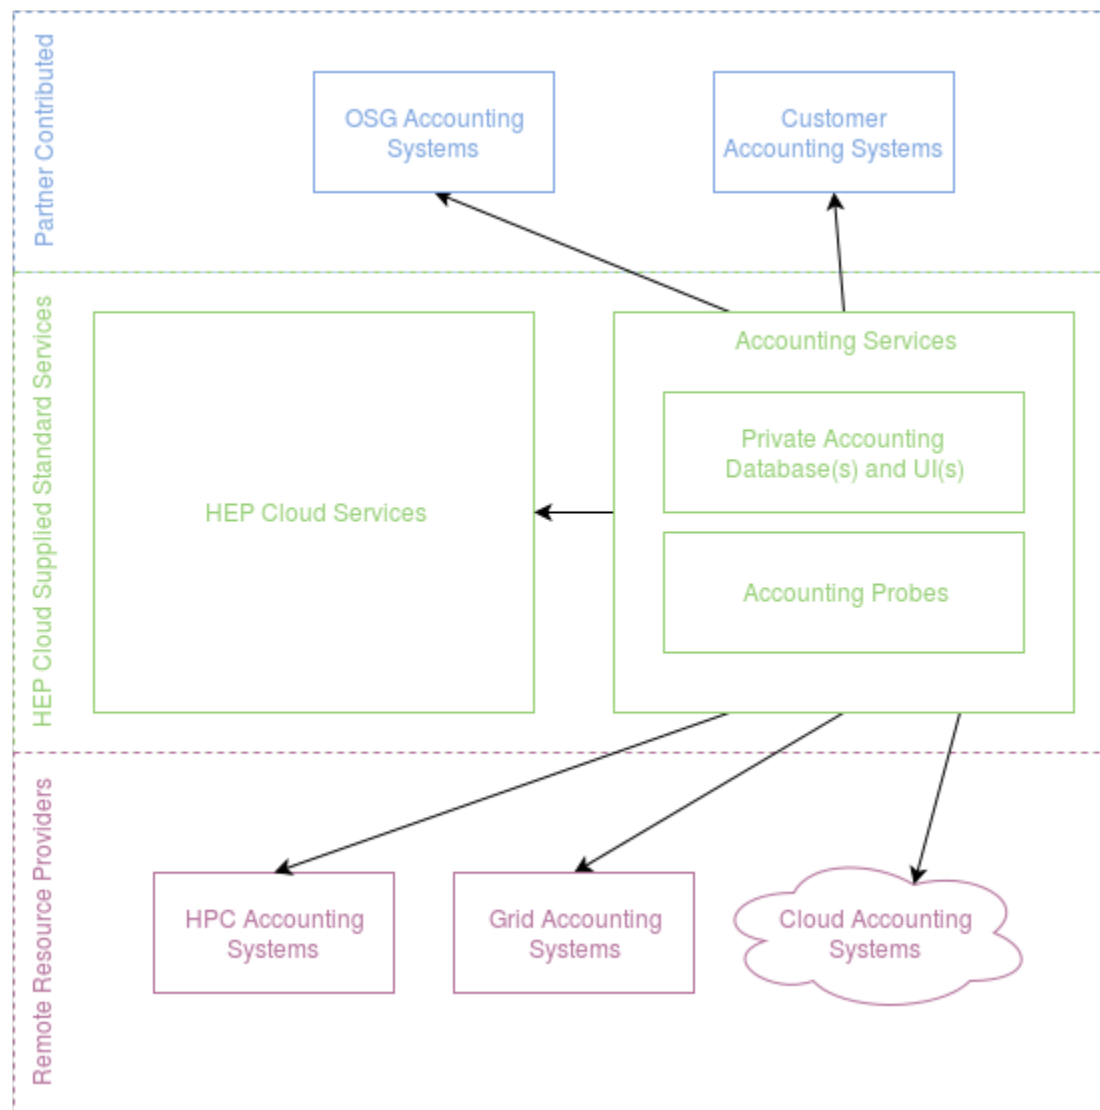 Partner Contributed
OSG Accounting
Systems
Customer
Accounting Systems
HEP Cloud Supplied Standard Services
HEP Cloud Services
Accounting Services
Private Accounting
Database(s) and UI(s)
Accounting Probes
Remote Resource Providers
HPC Accounting
Systems
Grid Accounting
Systems
Cloud Accounting
Systems